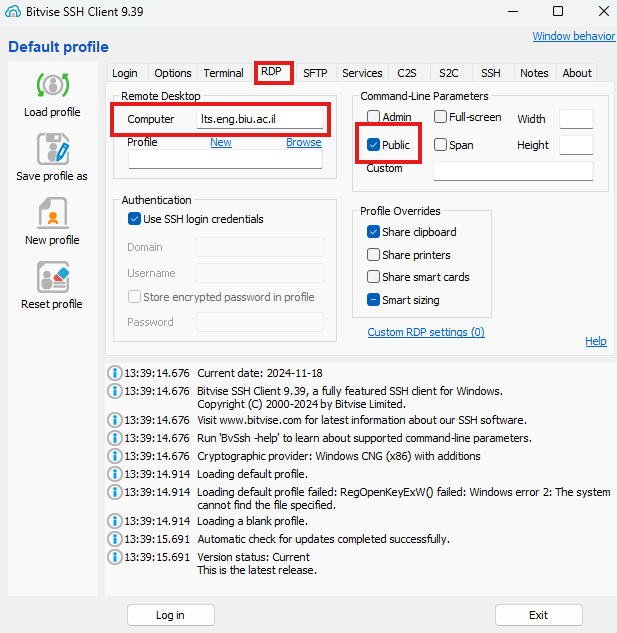 Bitvise SSH Client 9.39
Window behavior
Default profile
Load profile
Save profile as
New profile
Reset profile
Login Options Terminal RDP SFTP Services C2S S2C SSH Notes About
Remote Desktop
Computer lts.eng.biu.ac.il
Profile New Browse
Authentication
Use SSH login credentials
Domain
Username
Store encrypted password in profile
Password
Command-Line Parameters
Admin Full-screen Width
Public Span Height
Custom
Profile Overrides
Share clipboard
Share printers
Share smart cards
Smart sizing
Custom RDP settings (0)
Help
13:39:14.676 Current date: 2024-11-18
13:39:14.676 Bitvise SSH Client 9.39, a fully featured SSH client for Windows.
Copyright (C) 2000-2024 by Bitvise Limited.
13:39:14.676 Visit www.bitvise.com for latest information about our SSH software.
13:39:14.676 Run 'BvSsh -help' to learn about supported command-line parameters.
13:39:14.676 Cryptographic provider: Windows CNG (x86) with additions
13:39:14.914 Loading default profile.
13:39:14.914 Loading default profile failed: RegOpenKeyExW() failed: Windows error 2: The system
cannot find the file specified.
13:39:14.914 Loading a blank profile.
13:39:15.691 Automatic check for updates completed successfully.
13:39:15.691 Version status: Current
This is the latest release.
Log in
Exit